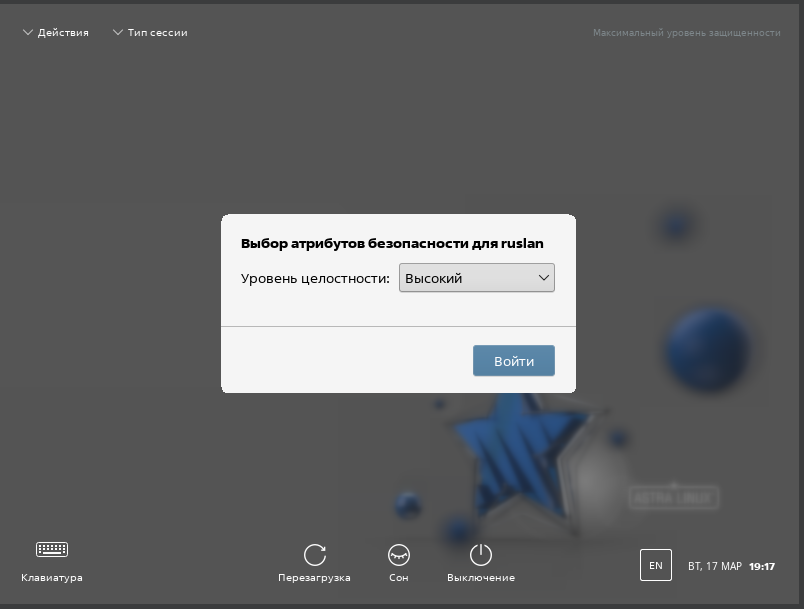 Действия Тип сессии Максимальный уровень защищенности
Выбор атрибутов безопасности для ruslan
Уровень целостности: Высокий
Войти
ASTRA LINUX
Клавиатура Перезагрузка Сон Выключение EN ВТ, 17 МАР 19:17